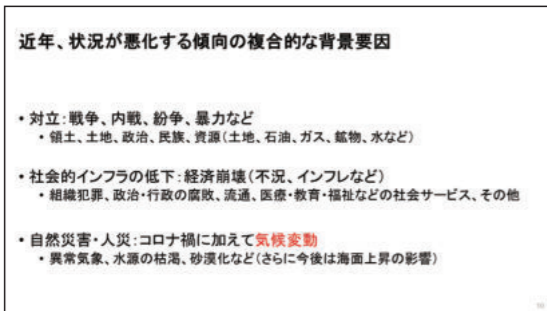 近年、状況が悪化する傾向の複合的な背景要因
• 対立：戦争、内戦、紛争、暴力など
• 領土、土地、政治、民族、資源（土地、石油、ガス、鉱物、水など）
• 社会的インフラの低下：経済崩壊（不況、インフレなど）
• 組織犯罪、政治・行政の腐敗、流通、医療・教育・福祉などの社会サービス、その他
• 自然災害・人災：コロナ禍に加えて気候変動
• 異常気象、水源の枯渇、砂漠化など（さらに今後は海面上昇の影響）